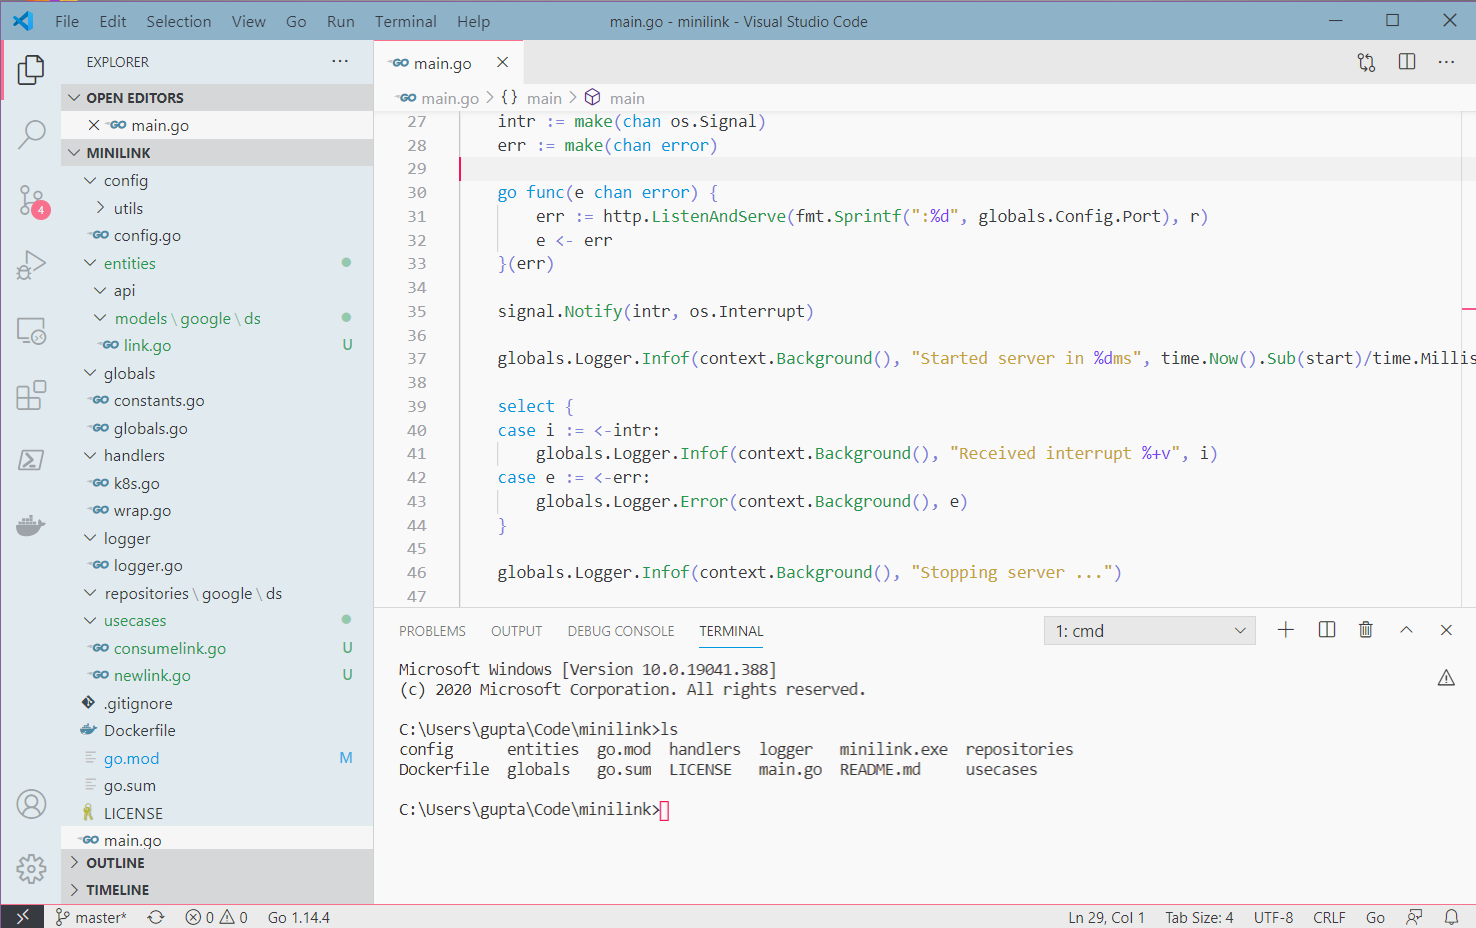 File Edit Selection View Go Run Terminal Help main.go - minilink - Visual Studio Code
EXPLORER
OPEN EDITORS
main.go
MINILINK
config
utils
config.go
entities
api
models\google\ds
link.go U
globals
constants.go
globals.go
handlers
k8s.go
wrap.go
logger
logger.go
repositories\google\ds
usecases
consumelink.go U
newlink.go U
.gitignore
Dockerfile
go.mod M
go.sum
LICENSE
main.go
OUTLINE
TIMELINE
4
GO main.go
GO main.go > {} main > main
27 intr := make(chan os.Signal)
28 err := make(chan error)
29
30 go func(e chan error) {
31 err := http.ListenAndServe(fmt.Sprintf(":%d", globals.Config.Port), r)
32 e <- err
33 }(err)
34
35 signal.Notify(intr, os.Interrupt)
36
37 globals.Logger.Infof(context.Background(), "Started server in %dms", time.Now().Sub(start)/time.Millis
38
39 select {
40 case i := <-intr:
41 globals.Logger.Infof(context.Background(), "Received interrupt %+v", i)
42 case e := <-err:
43 globals.Logger.Error(context.Background(), e)
44 }
45
46 globals.Logger.Infof(context.Background(), "Stopping server ...")
47
PROBLEMS OUTPUT DEBUG CONSOLE TERMINAL 1: cmd
Microsoft Windows [Version 10.0.19041.388]
(c) 2020 Microsoft Corporation. All rights reserved.
C:\Users\gupta\Code\minilink>ls
config entities go.mod handlers logger minilink.exe repositories
Dockerfile globals go.sum LICENSE main.go README.md usecases
C:\Users\gupta\Code\minilink>
master* 0 0 Go 1.14.4 Ln 29, Col 1 Tab Size: 4 UTF-8 CRLF Go